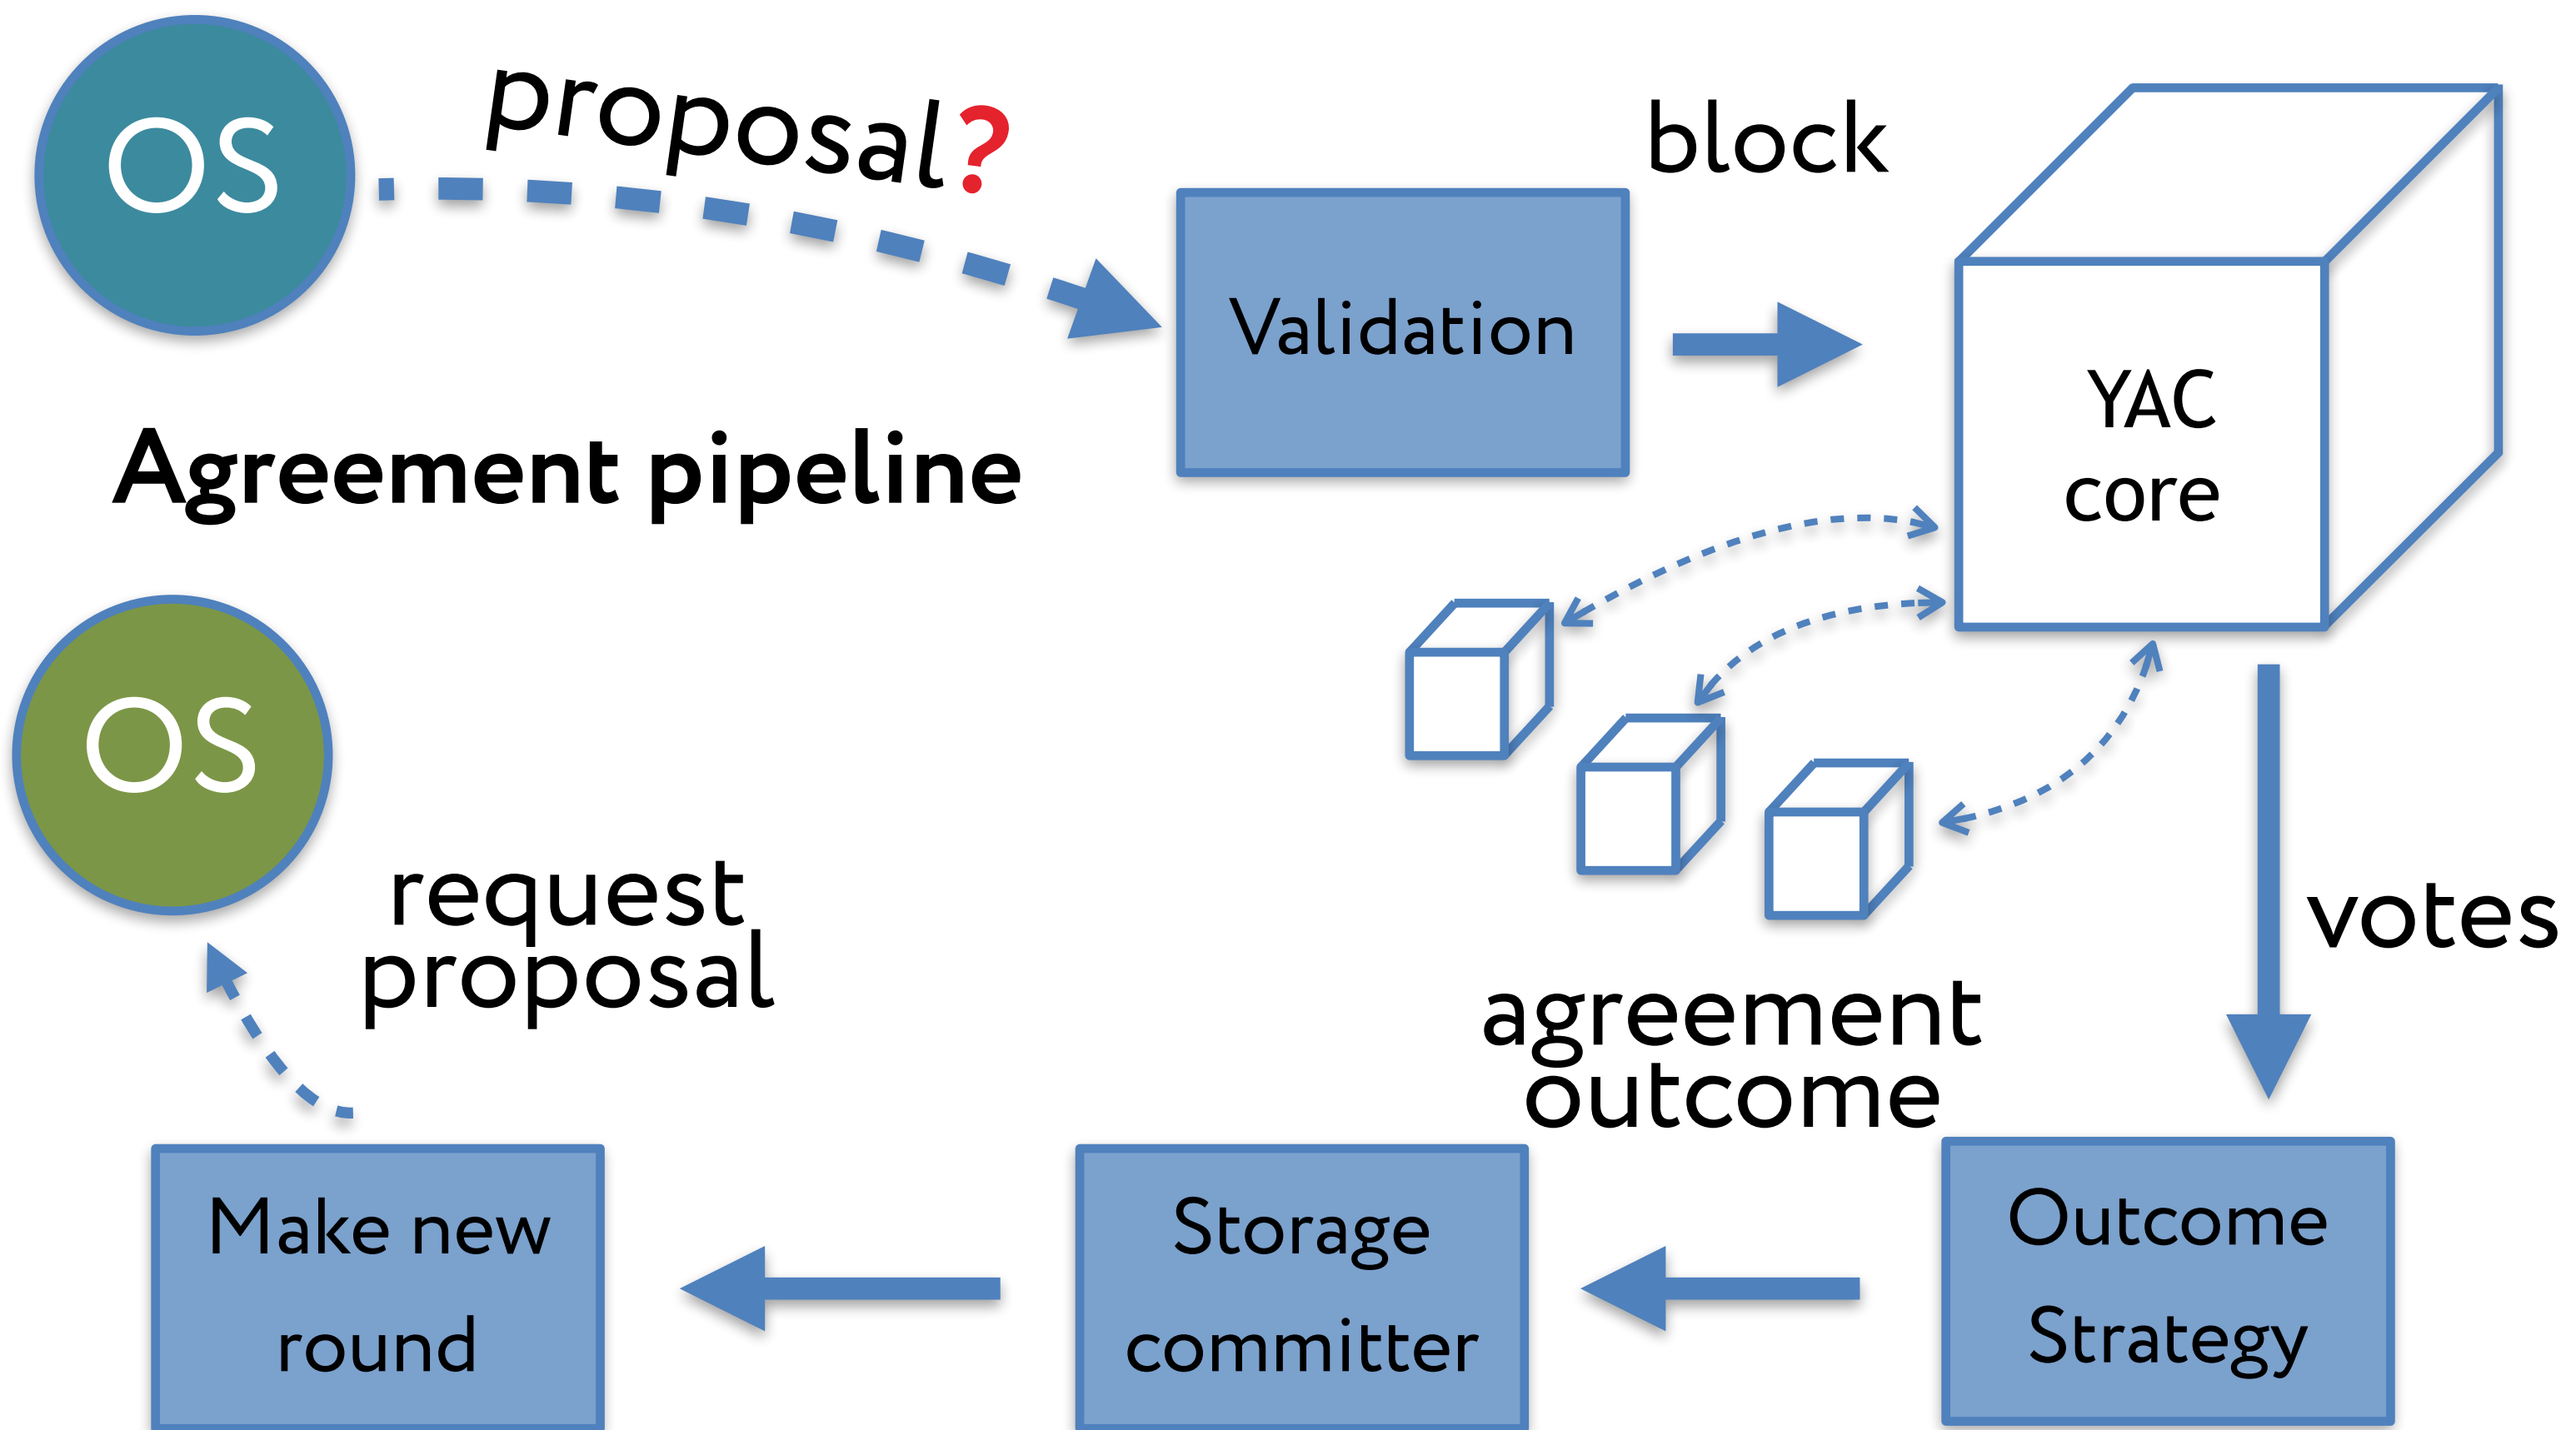 OS
proposal?
block
Validation
YAC
core
Agreement pipeline
OS
request
proposal
votes
agreement
outcome
Make new
round
Storage
committer
Outcome
Strategy